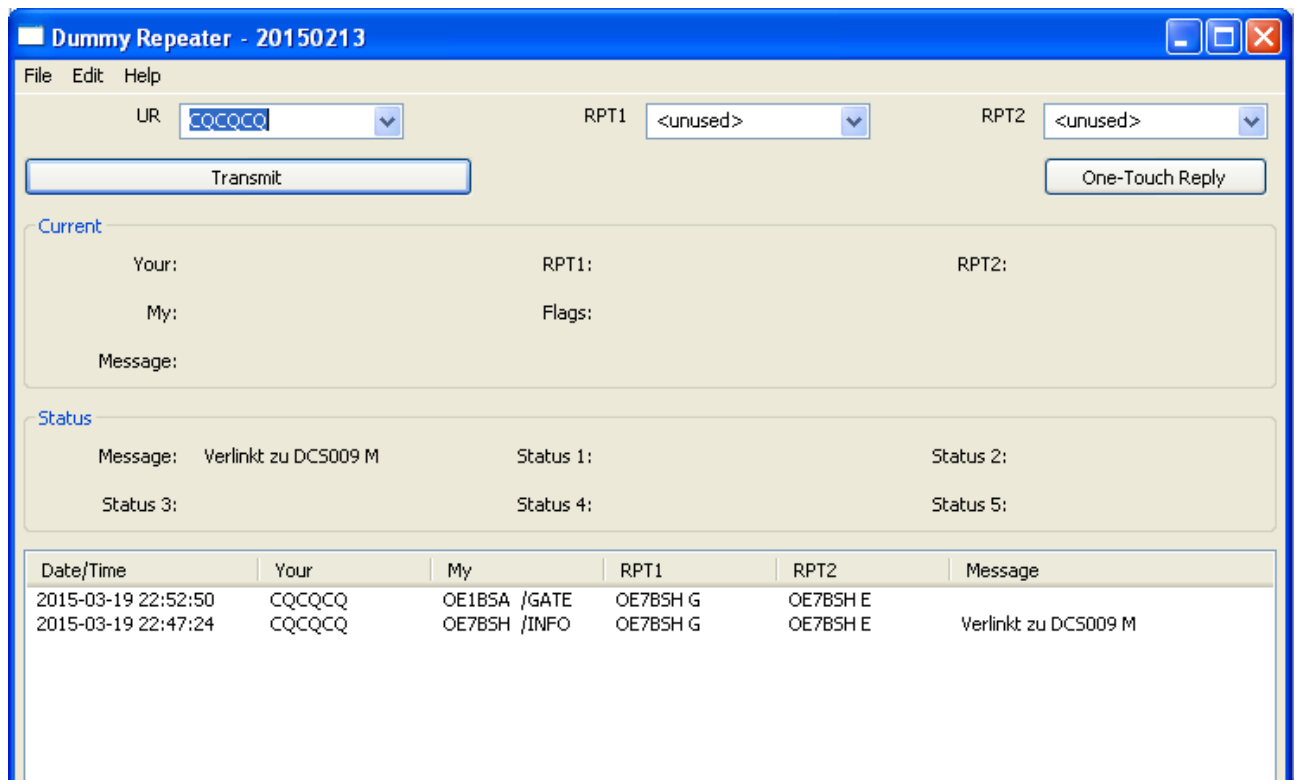 Dummy Repeater - 20150213
File Edit Help
UR CQCQCQ RPT1 <unused> RPT2 <unused>
Transmit One-Touch Reply
Current
Your: RPT1: RPT2:
My: Flags:
Message:
Status
Message: Verlinkt zu DCS009 M Status 1: Status 2:
Status 3: Status 4: Status 5:
Date/Time Your My RPT1 RPT2 Message
2015-03-19 22:52:50 CQCQCQ OE1BSA /GATE OE7BSH G OE7BSH E
2015-03-19 22:47:24 CQCQCQ OE7BSH /INFO OE7BSH G OE7BSH E Verlinkt zu DCS009 M